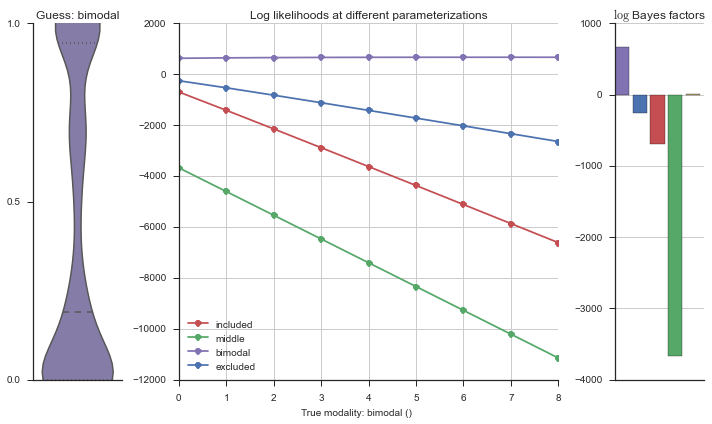 Guess: bimodal
1.0
0.5
0.0
Log likelihoods at different parameterizations
2000
0
−2000
−4000
−6000
−8000
−10000
−12000
included
middle
bimodal
excluded
0 1 2 3 4 5 6 7 8
True modality: bimodal ()
log Bayes factors
1000
0
−1000
−2000
−3000
−4000